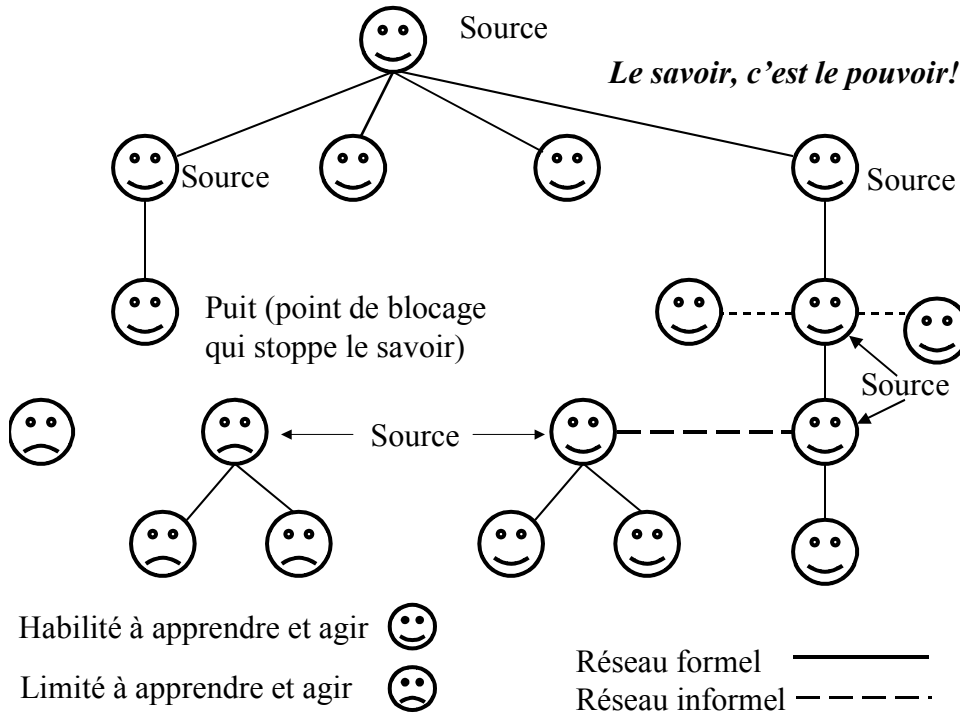 Source
Le savoir, c’est le pouvoir!
Source
Source
Puit (point de blocage
qui stoppe le savoir)
Source
Source
Habilité à apprendre et agir
Limité à apprendre et agir
Réseau formel
Réseau informel